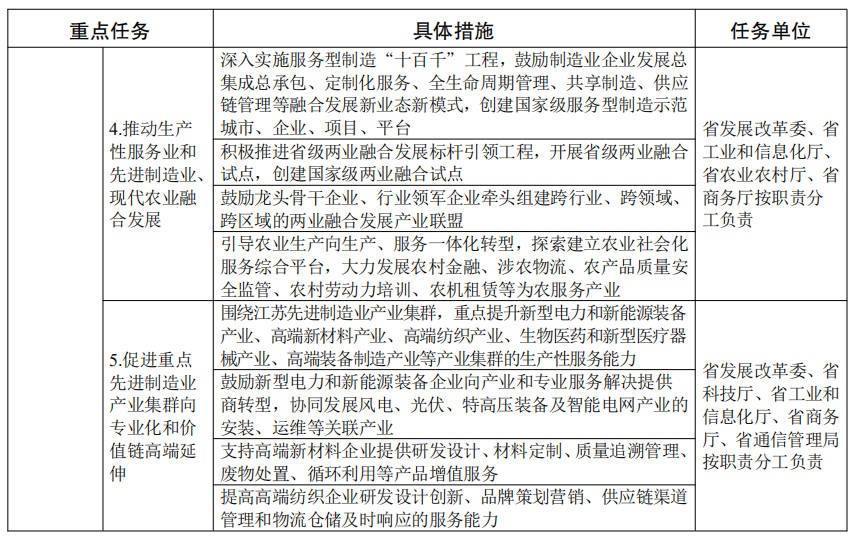 重点任务
具体措施
任务单位
4.推动生产
性服务业和
先进制造业、
现代农业融
合发展
深入实施服务型制造“十百千”工程，鼓励制造业企业发展总
集成总承包、定制化服务、全生命周期管理、共享制造、供应
链管理等融合发展新业态新模式，创建国家级服务型制造示范
城市、企业、项目、平台
积极推进省级两业融合发展标杆引领工程，开展省级两业融合
试点，创建国家级两业融合试点
鼓励龙头骨干企业、行业领军企业牵头组建跨行业、跨领域、
跨区域的两业融合发展产业联盟
引导农业生产向生产、服务一体化转型，探索建立农业社会化
服务综合平台，大力发展农村金融、涉农物流、农产品质量安
全监管、农村劳动力培训、农机租赁等为农服务产业
省发展改革委、省
工业和信息化厅、
省农业农村厅、省
商务厅按职责分
工负责
5.促进重点
先进制造业
产业集群向
专业化和价
值链高端延
伸
围绕江苏先进制造业产业集群，重点提升新型电力和新能源装备
产业、高端新材料产业、高端纺织产业、生物医药和新型医疗器
械产业、高端装备制造产业等产业集群的生产性服务能力
鼓励新型电力和新能源装备企业向产业和专业服务解决提供
商转型，协同发展风电、光伏、特高压装备及智能电网产业的
安装、运维等关联产业
支持高端新材料企业提供研发设计、材料定制、质量追溯管理、
废物处置、循环利用等产品增值服务
提高高端纺织企业研发设计创新、品牌策划营销、供应链渠道
管理和物流仓储及时响应的服务能力
省发展改革委、省
科技厅、省工业和
信息化厅、省商务
厅、省通信管理局
按职责分工负责